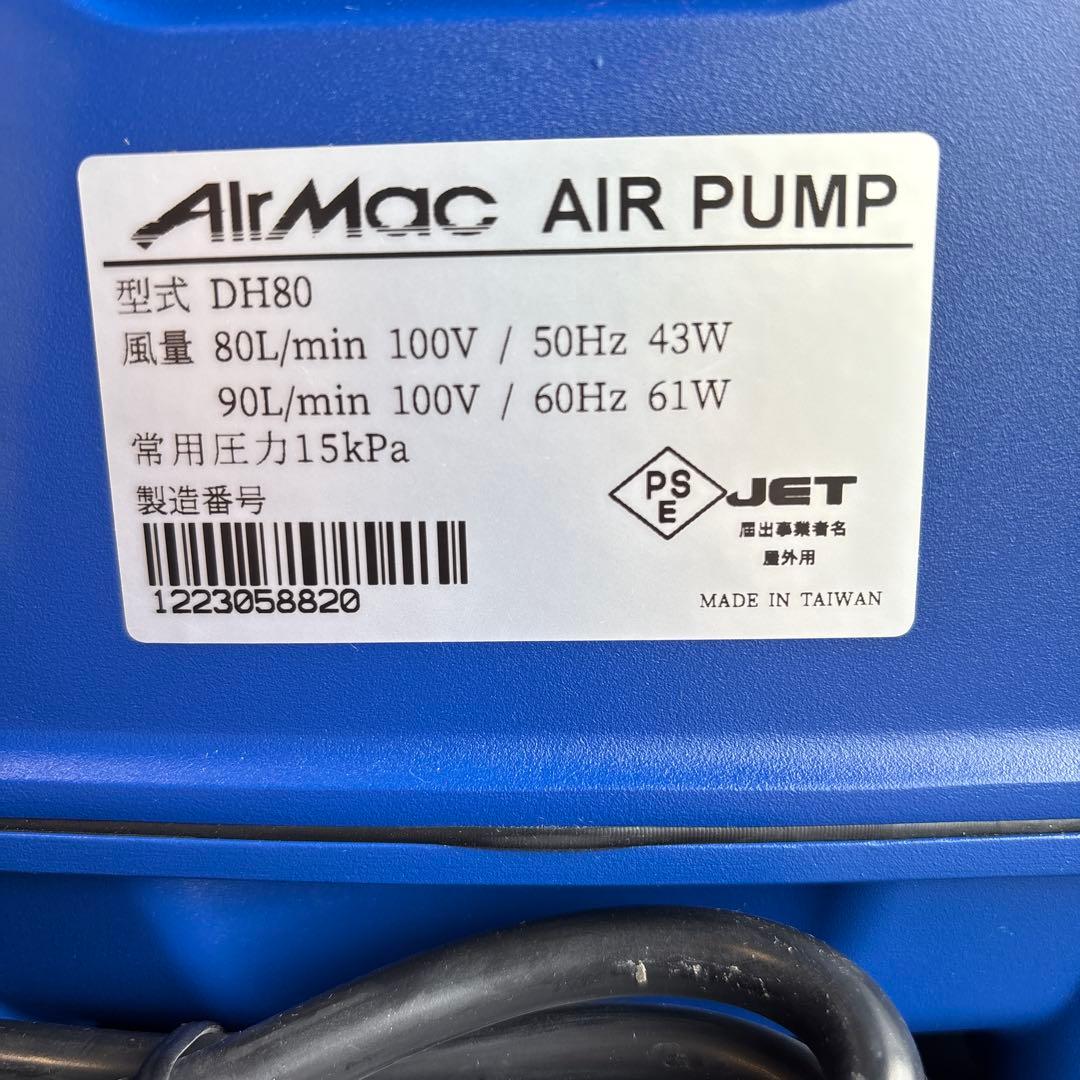 AirMac AIR PUMP
型式 DH80
風量 80L/min 100V / 50Hz 43W
90L/min 100V / 60Hz 61W
常用圧力15kPa
製造番号
1223058820
PSE JET
届出事業者名
屋外用
MADE IN TAIWAN